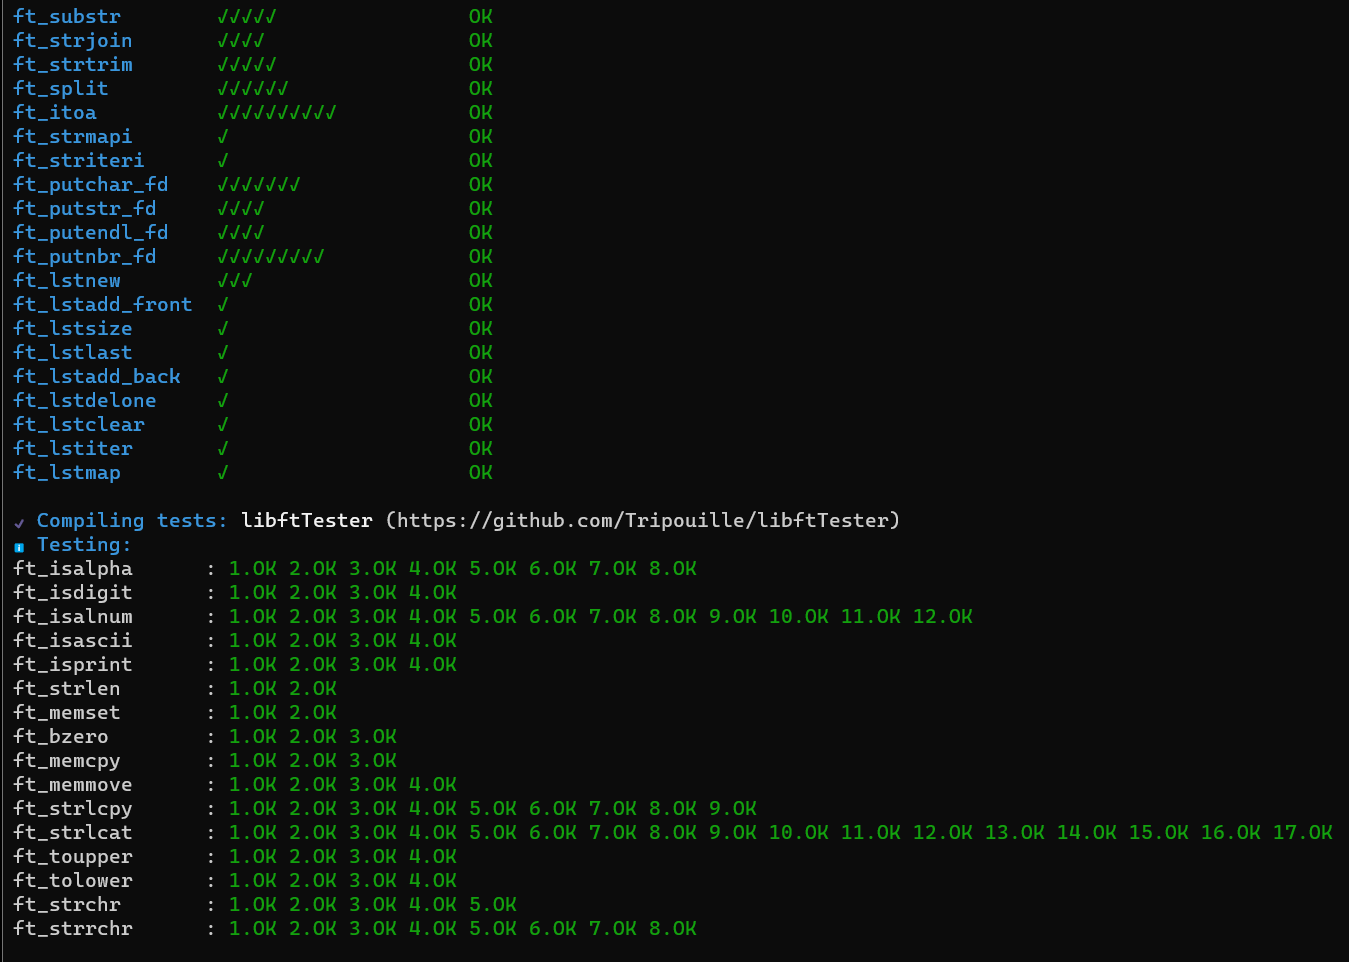 ft_substr ✓✓✓✓✓ OK
ft_strjoin ✓✓✓✓ OK
ft_strtrim ✓✓✓✓✓ OK
ft_split ✓✓✓✓✓✓ OK
ft_itoa ✓✓✓✓✓✓✓✓✓✓ OK
ft_strmapi ✓ OK
ft_striteri ✓ OK
ft_putchar_fd ✓✓✓✓✓✓✓ OK
ft_putstr_fd ✓✓✓✓ OK
ft_putendl_fd ✓✓✓✓ OK
ft_putnbr_fd ✓✓✓✓✓✓✓✓✓ OK
ft_lstnew ✓✓✓ OK
ft_lstadd_front ✓ OK
ft_lstsize ✓ OK
ft_lstlast ✓ OK
ft_lstadd_back ✓ OK
ft_lstdelone ✓ OK
ft_lstclear ✓ OK
ft_lstiter ✓ OK
ft_lstmap ✓ OK
✓ Compiling tests: libftTester (https://github.com/Tripouille/libftTester)
ℹ Testing:
ft_isalpha : 1.OK 2.OK 3.OK 4.OK 5.OK 6.OK 7.OK 8.OK
ft_isdigit : 1.OK 2.OK 3.OK 4.OK
ft_isalnum : 1.OK 2.OK 3.OK 4.OK 5.OK 6.OK 7.OK 8.OK 9.OK 10.OK 11.OK 12.OK
ft_isascii : 1.OK 2.OK 3.OK 4.OK
ft_isprint : 1.OK 2.OK 3.OK 4.OK
ft_strlen : 1.OK 2.OK
ft_memset : 1.OK 2.OK
ft_bzero : 1.OK 2.OK 3.OK
ft_memcpy : 1.OK 2.OK 3.OK
ft_memmove : 1.OK 2.OK 3.OK 4.OK
ft_strlcpy : 1.OK 2.OK 3.OK 4.OK 5.OK 6.OK 7.OK 8.OK 9.OK
ft_strlcat : 1.OK 2.OK 3.OK 4.OK 5.OK 6.OK 7.OK 8.OK 9.OK 10.OK 11.OK 12.OK 13.OK 14.OK 15.OK 16.OK 17.OK
ft_toupper : 1.OK 2.OK 3.OK 4.OK
ft_tolower : 1.OK 2.OK 3.OK 4.OK
ft_strchr : 1.OK 2.OK 3.OK 4.OK 5.OK
ft_strrchr : 1.OK 2.OK 3.OK 4.OK 5.OK 6.OK 7.OK 8.OK